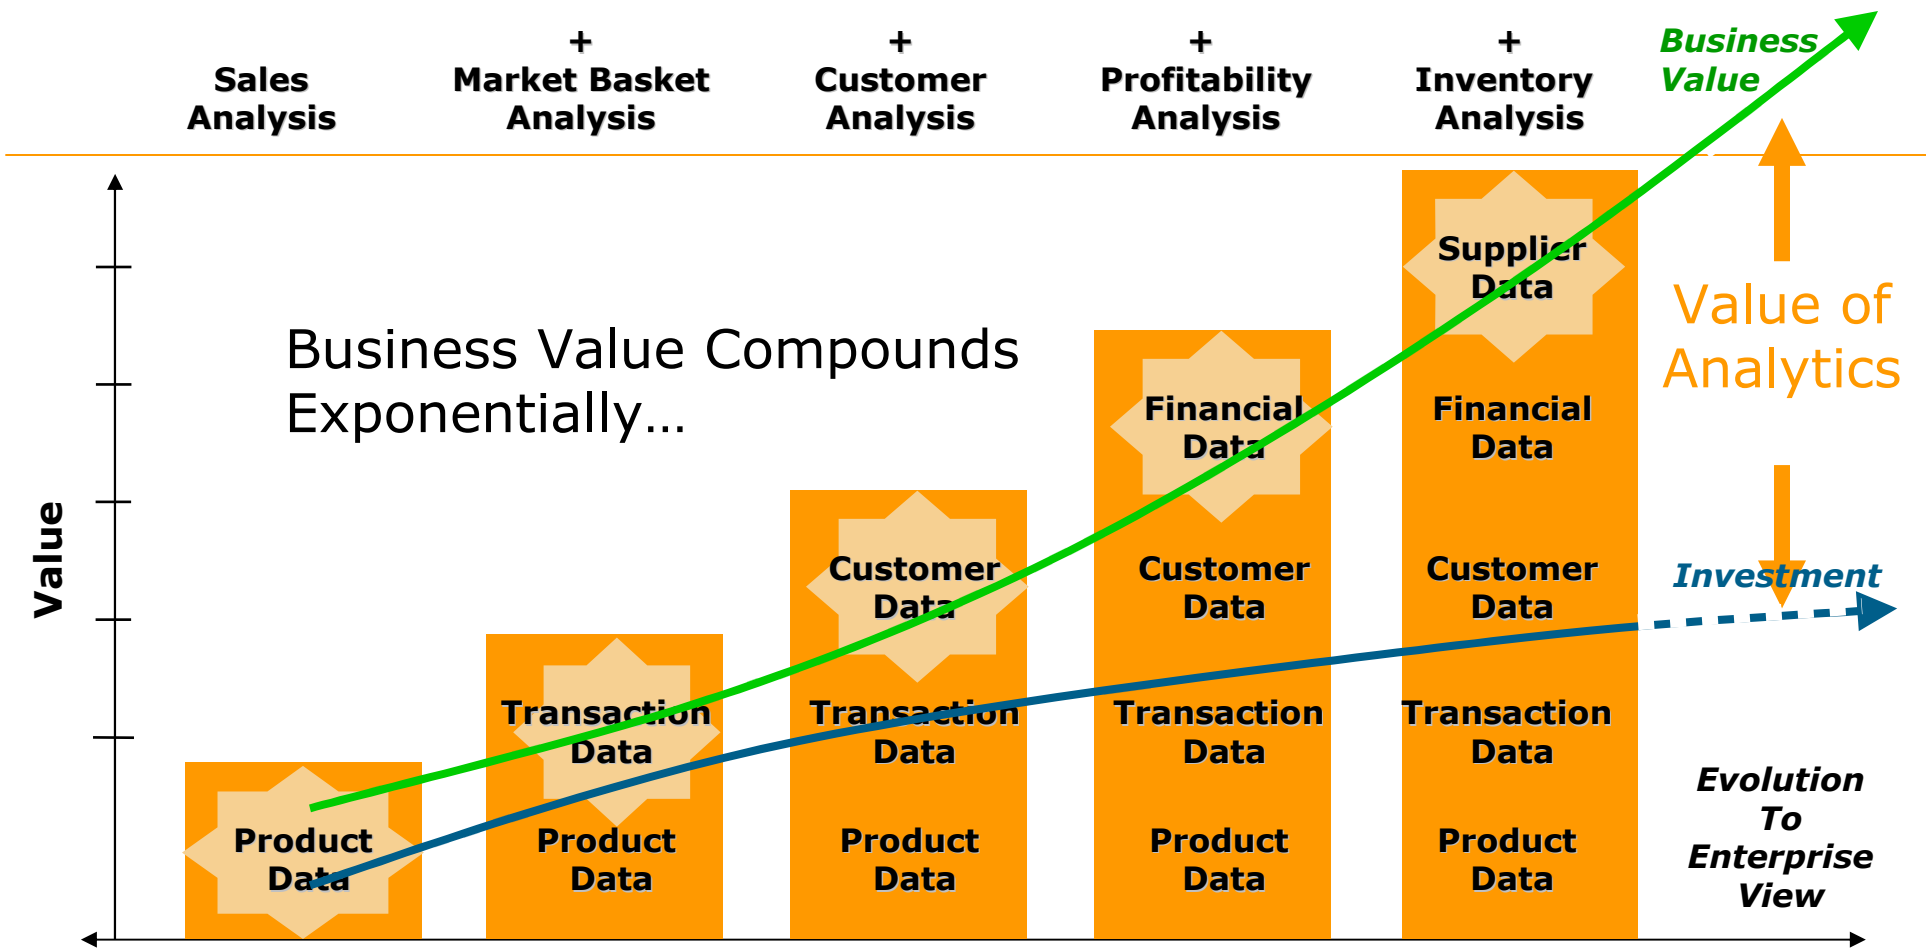 Sales
Analysis
+
Market Basket
Analysis
+
Customer
Analysis
+
Profitability
Analysis
+
Inventory
Analysis
Business
Value
Value
Business Value Compounds
Exponentially…
Product
Data
Transaction
Data
Product
Data
Customer
Data
Transaction
Data
Product
Data
Financial
Data
Customer
Data
Transaction
Data
Product
Data
Supplier
Data
Financial
Data
Customer
Data
Transaction
Data
Product
Data
Value of
Analytics
Investment
Evolution
To
Enterprise
View